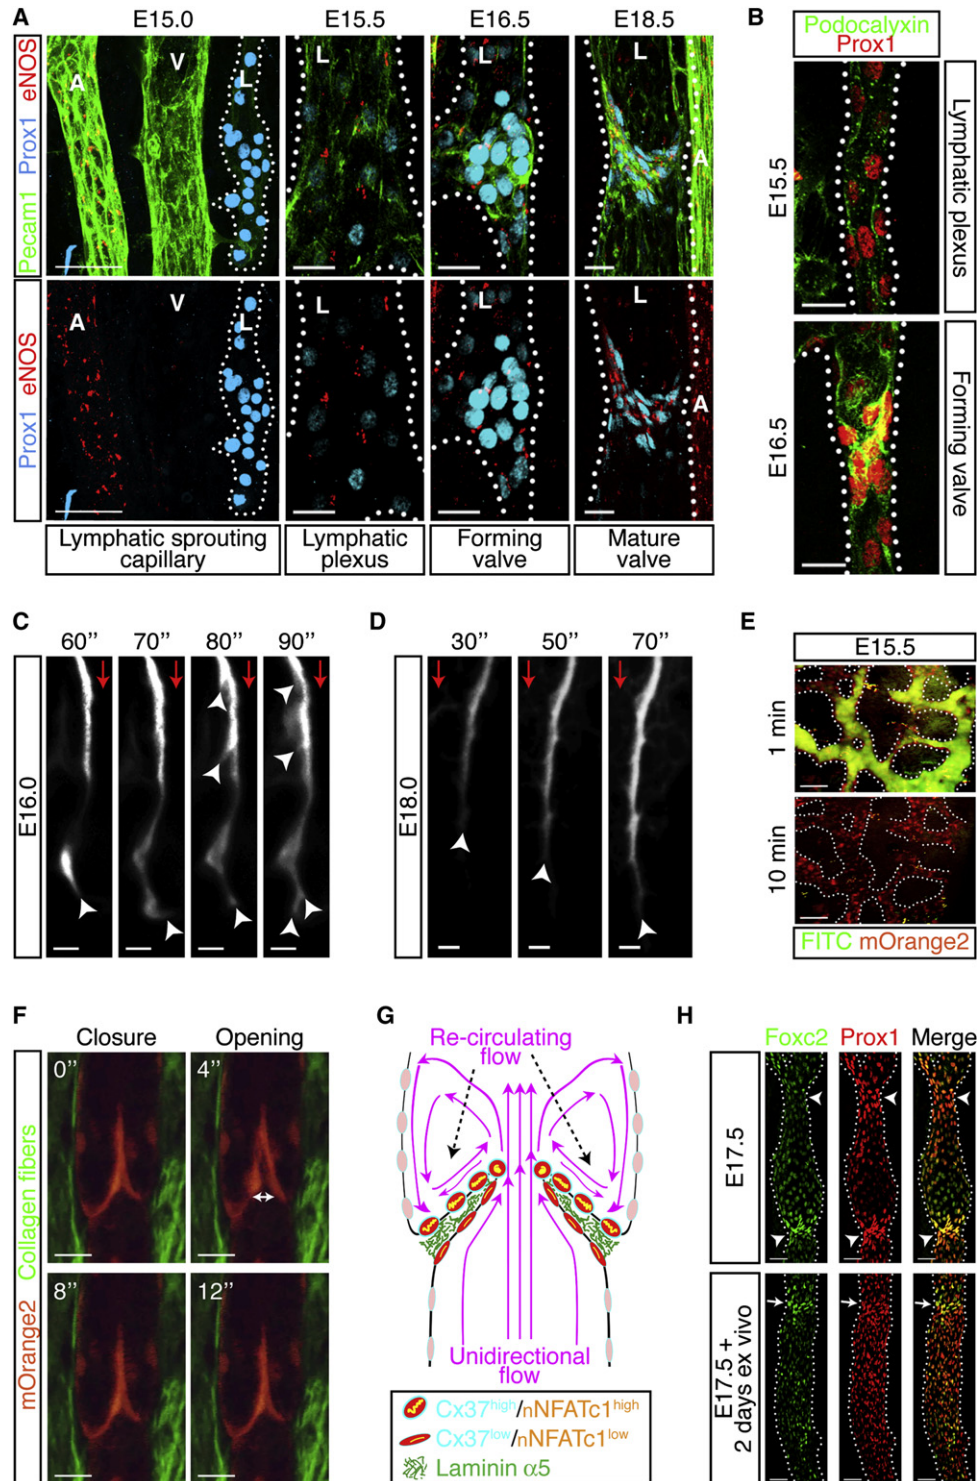 A
E15.0 E15.5 E16.5 E18.5
Pecam1 Prox1 eNOS
A V L L L L A
Prox1 eNOS
A V L L L L A
Lymphatic sprouting capillary
Lymphatic plexus
Forming valve
Mature valve
B
Podocalyxin
Prox1
E15.5
Lymphatic plexus
E16.5
Forming valve
C
60’’ 70’’ 80’’ 90’’
E16.0
D
30’’ 50’’ 70’’
E18.0
E
E15.5
1 min
10 min
FITC mOrange2
F
Closure Opening
Collagen fibers
mOrange2
0’’ 4’’
8’’ 12’’
G
Re-circulating
flow
Unidirectional
flow
Cx37high/nNFATc1high
Cx37low/nNFATc1low
Laminin α5
H
Foxc2 Prox1 Merge
E17.5
E17.5 +
2 days ex vivo